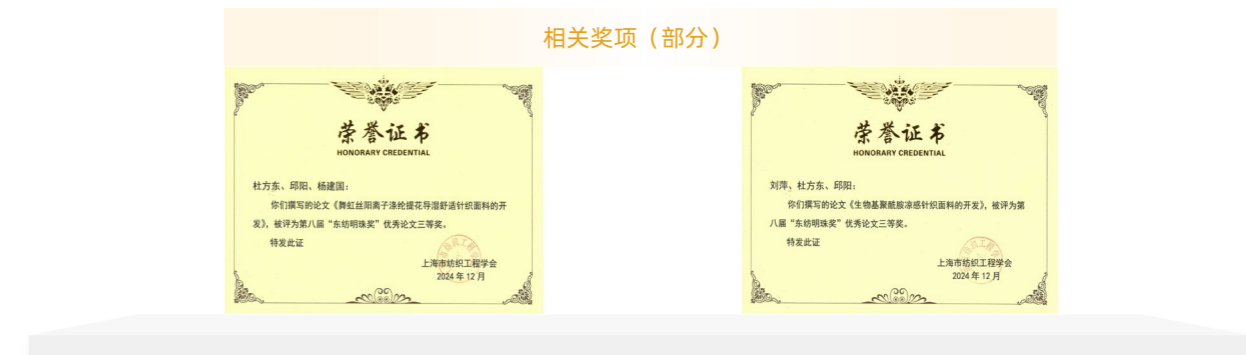 相关奖项（部分）
荣誉证书
HONORARY CREDENTIAL
杜方东、邱阳、杨建国：
你们撰写的论文《舞虹丝阳离子涤纶提花导湿舒适针织面料的开
发》，被评为第八届“东纺明珠奖”优秀论文三等奖。
特发此证
上海市纺织工程学会
2024 年 12 月
荣誉证书
HONORARY CREDENTIAL
刘萍、杜方东、邱阳：
你们撰写的论文《生物基聚酰胺凉感针织面料的开发》，被评为第
八届“东纺明珠奖”优秀论文三等奖。
特发此证
上海市纺织工程学会
2024 年 12 月